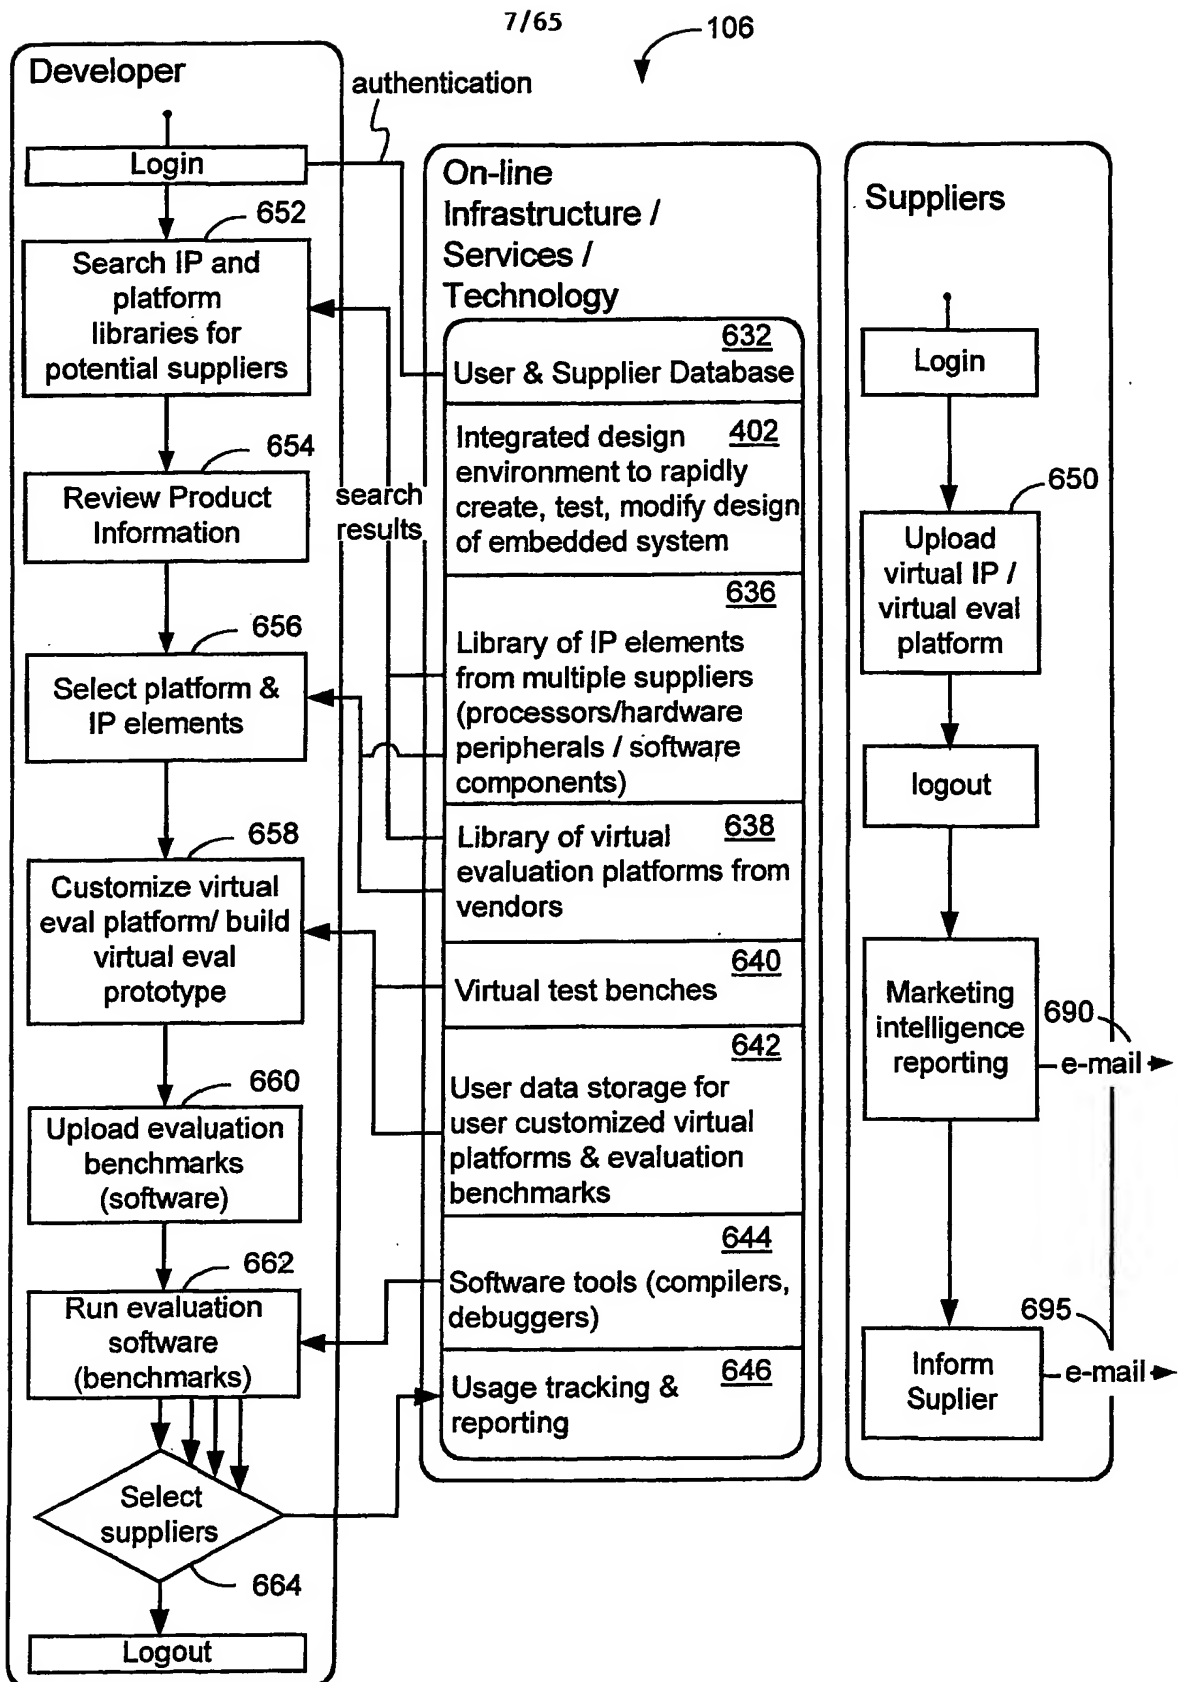 7/65
106
Developer
authentication
Login
652
Search IP and
platform
libraries for
potential suppliers
654
Review Product
Information
search
results
656
Select platform &
IP elements
658
Customize virtual
eval platform/ build
virtual eval
prototype
660
Upload evaluation
benchmarks
(software)
662
Run evaluation
software
(benchmarks)
Select
suppliers
664
Logout
On-line
Infrastructure /
Services /
Technology
632
User & Supplier Database
Integrated design 402
environment to rapidly
create, test, modify design
of embedded system
636
Library of IP elements
from multiple suppliers
(processors/hardware
peripherals / software
components)
Library of virtual 638
evaluation platforms from
vendors
640
Virtual test benches
642
User data storage for
user customized virtual
platforms & evaluation
benchmarks
644
Software tools (compilers,
debuggers)
Usage tracking & 646
reporting
Suppliers
Login
650
Upload
virtual IP /
virtual eval
platform
logout
Marketing
intelligence
reporting
690
e-mail
695
Inform
Suplier
e-mail